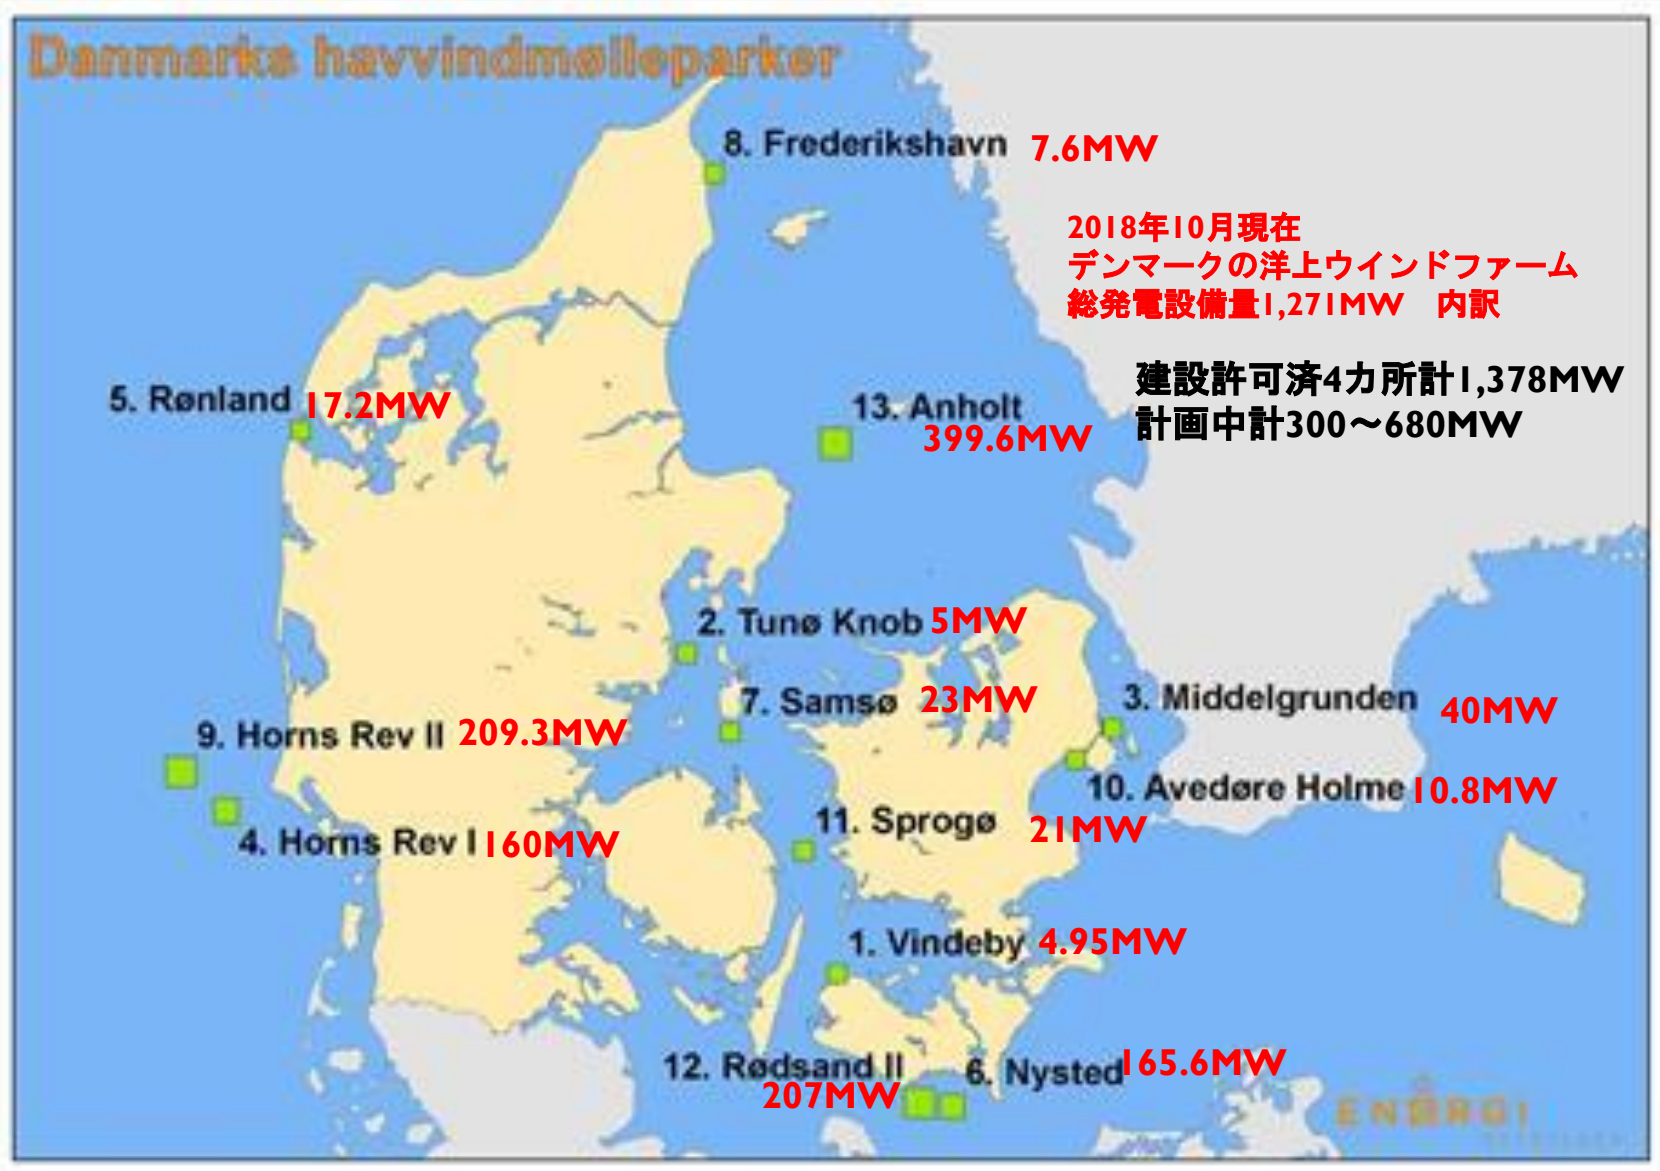 Danmarks havvindmølleparker
8. Frederikshavn 7.6MW
2018年10月現在
デンマークの洋上ウインドファーム
総発電設備量1,271MW 内訳
建設許可済4カ所計1,378MW
計画中計300〜680MW
5. Rønland 17.2MW
13. Anholt
399.6MW
2. Tunø Knob 5MW
7. Samsø 23MW
3. Middelgrunden 40MW
9. Horns Rev II 209.3MW
10. Avedøre Holme 10.8MW
11. Sprogø 21MW
4. Horns Rev I 160MW
1. Vindeby 4.95MW
12. Rødsand II
207MW
6. Nysted 165.6MW
ENERGI